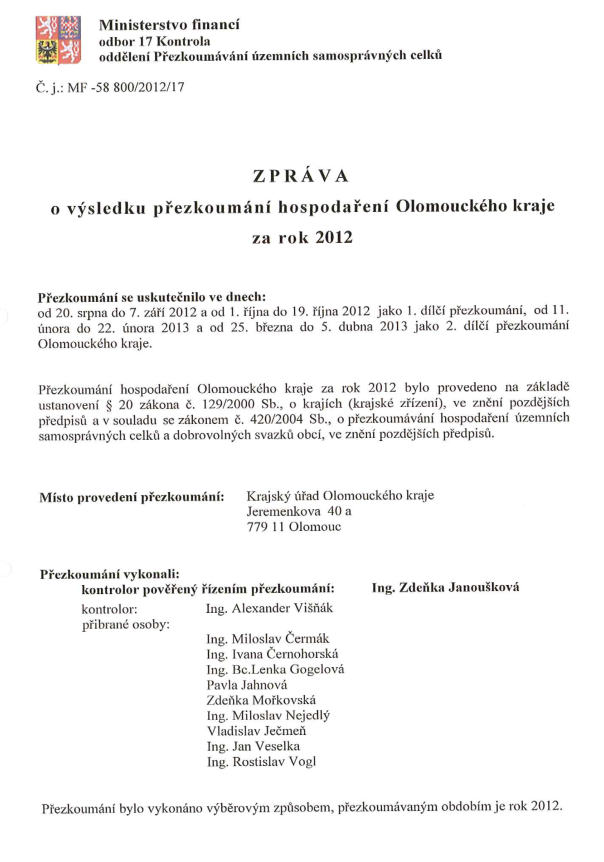 Ministerstvo financí
odbor 17 Kontrola
oddělení Přezkoumávání územních samosprávných celků
Č. j.: MF -58 800/2012/17
ZPRÁVA
o výsledku přezkoumání hospodaření Olomouckého kraje
za rok 2012
Přezkoumání se uskutečnilo ve dnech:
od 20. srpna do 7. září 2012 a od 1. října do 19. října 2012 jako 1. dílčí přezkoumání, od 11.
února do 22. února 2013 a od 25. března do 5. dubna 2013 jako 2. dílčí přezkoumání
Olomouckého kraje.
Přezkoumání hospodaření Olomouckého kraje za rok 2012 bylo provedeno na základě
ustanovení § 20 zákona č. 129/2000 Sb., o krajích (krajské zřízení), ve znění pozdějších
předpisů a v souladu se zákonem č. 420/2004 Sb., o přezkoumávání hospodaření územních
samosprávných celků a dobrovolných svazků obcí, ve znění pozdějších předpisů.
Místo provedení přezkoumání: Krajský úřad Olomouckého kraje
Jeremenkova 40 a
779 11 Olomouc
Přezkoumání vykonali:
kontrolor pověřený řízením přezkoumání: Ing. Zdeňka Janoušková
kontrolor: Ing. Alexander Višňák
přibrané osoby:
Ing. Miloslav Čermák
Ing. Ivana Černohorská
Ing. Bc.Lenka Gogelová
Pavla Jahnová
Zdeňka Mořkovská
Ing. Miloslav Nejedlý
Vladislav Ječmeň
Ing. Jan Veselka
Ing. Rostislav Vogl
Přezkoumání bylo vykonáno výběrovým způsobem, přezkoumávaným obdobím je rok 2012.